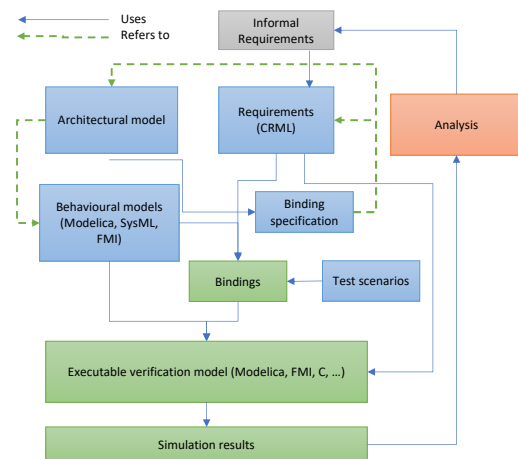 Uses
Refers to
Informal
Requirements
Architectural model
Requirements
(CRML)
Analysis
Behavioural models
(Modelica, SysML,
FMI)
Binding
specification
Bindings
Test scenarios
Executable verification model (Modelica, FMI, C, ...)
Simulation results